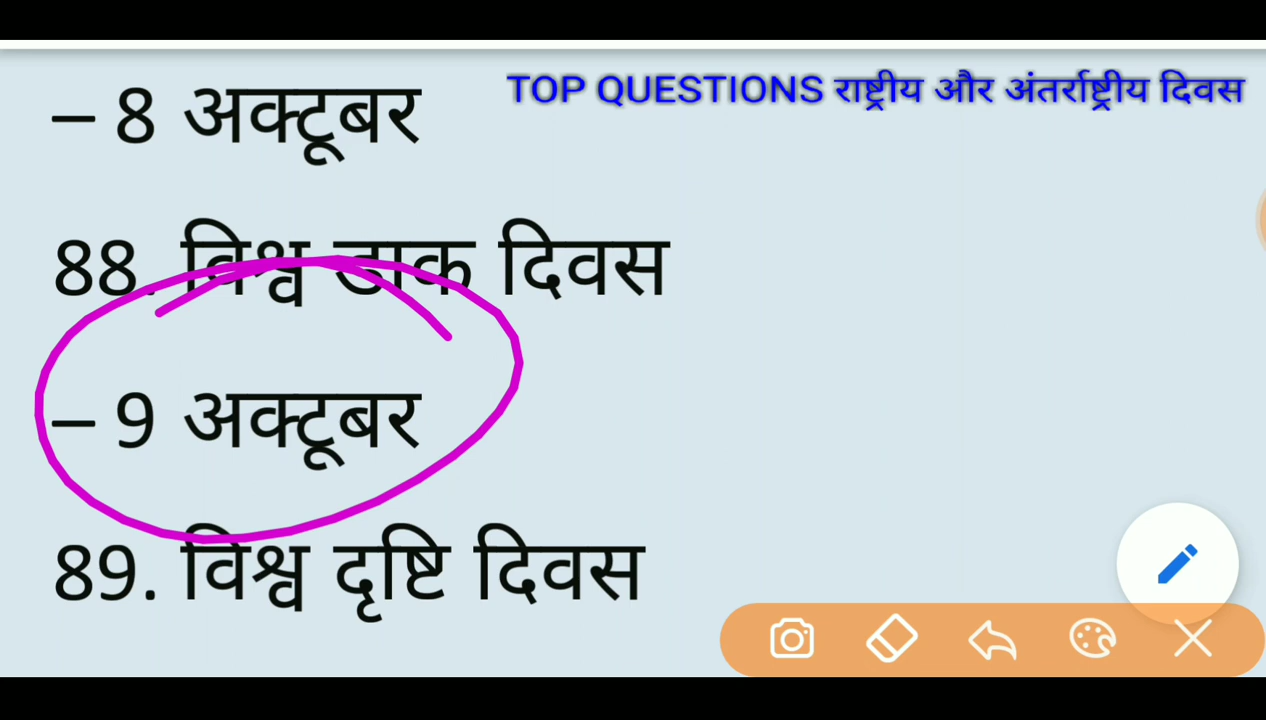 TOP QUESTIONS राष्ट्रीय और अंतर्राष्ट्रीय दिवस
– 8 अक्टूबर
88. विश्व डाक दिवस
– 9 अक्टूबर
89. विश्व दृष्टि दिवस